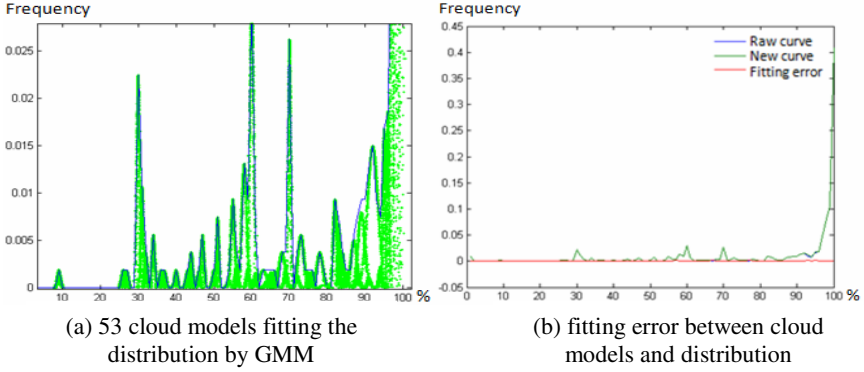 Frequency
0.025
0.02
0.015
0.01
0.005
0
10 20 30 40 50 60 70 80 90 100 %
(a) 53 cloud models fitting the
distribution by GMM
Frequency
0.45
0.4
0.35
0.3
0.25
0.2
0.15
0.1
0.05
0
-0.05
0 10 20 30 40 50 60 70 80 90 100 %
Raw curve
New curve
Fitting error
(b) fitting error between cloud
models and distribution